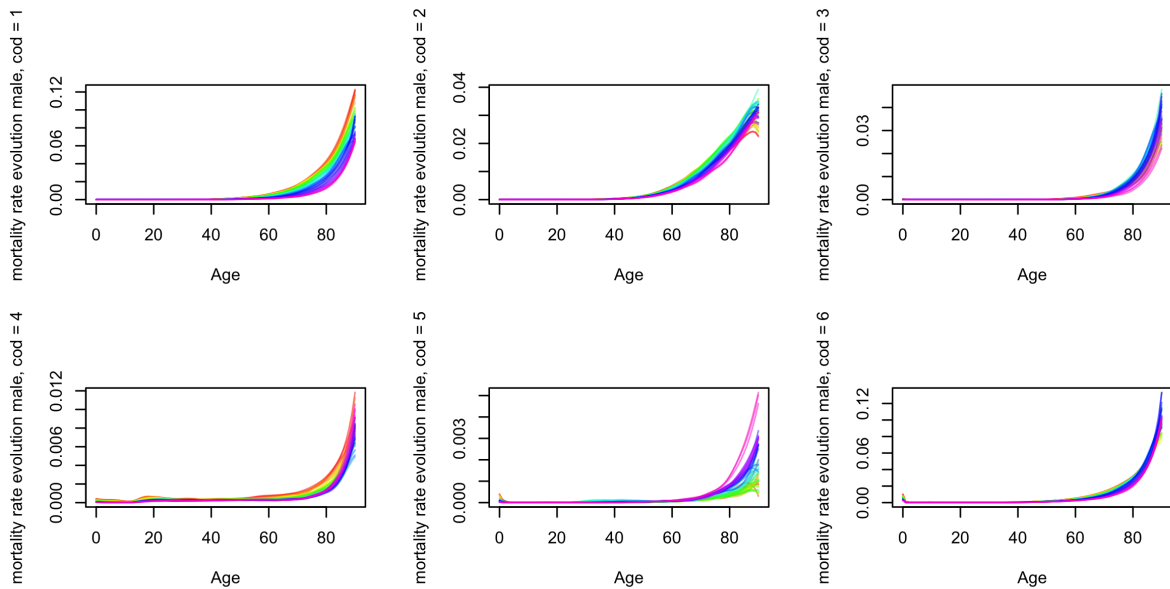 mortality rate evolution male, cod = 1
0.00 0.06 0.12
0 20 40 60 80
Age
mortality rate evolution male, cod = 2
0.00 0.02 0.04
0 20 40 60 80
Age
mortality rate evolution male, cod = 3
0.00 0.03
0 20 40 60 80
Age
mortality rate evolution male, cod = 4
0.000 0.006 0.012
0 20 40 60 80
Age
mortality rate evolution male, cod = 5
0.000 0.003
0 20 40 60 80
Age
mortality rate evolution male, cod = 6
0.00 0.06 0.12
0 20 40 60 80
Age